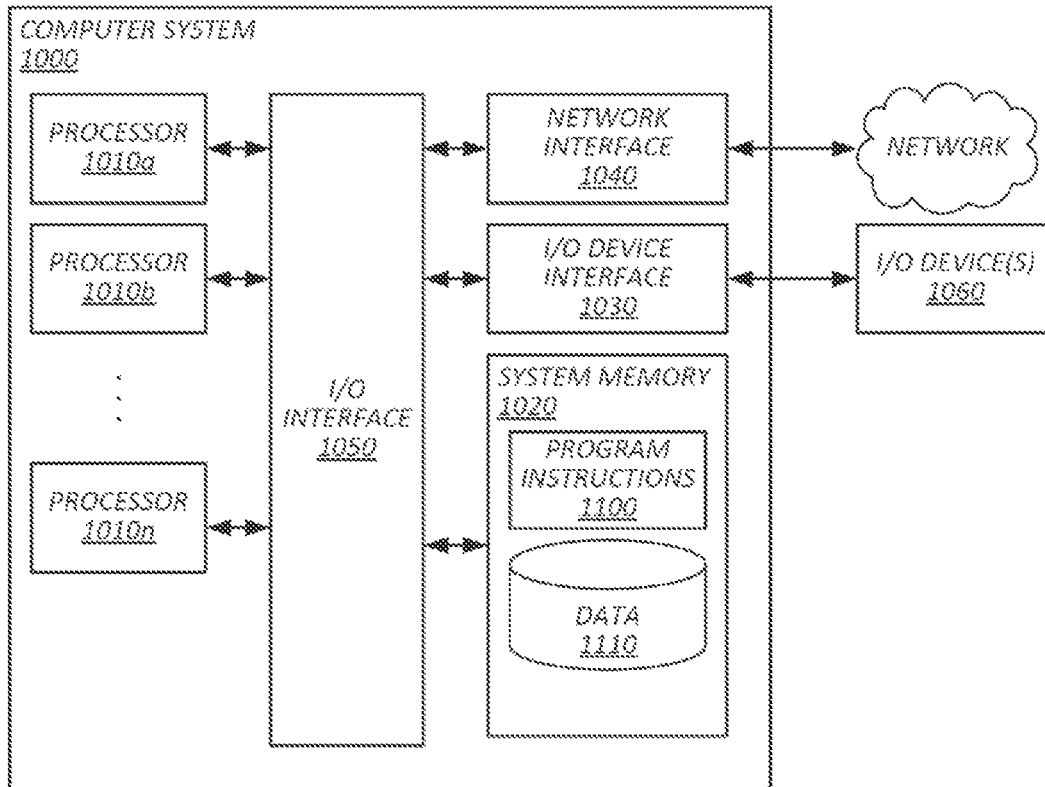 COMPUTER SYSTEM
1000
PROCESSOR
1010a
PROCESSOR
1010b
PROCESSOR
1010n
I/O
INTERFACE
1050
NETWORK
INTERFACE
1040
I/O DEVICE
INTERFACE
1030
SYSTEM MEMORY
1020
PROGRAM
INSTRUCTIONS
1100
DATA
1110
NETWORK
I/O DEVICE(S)
1060